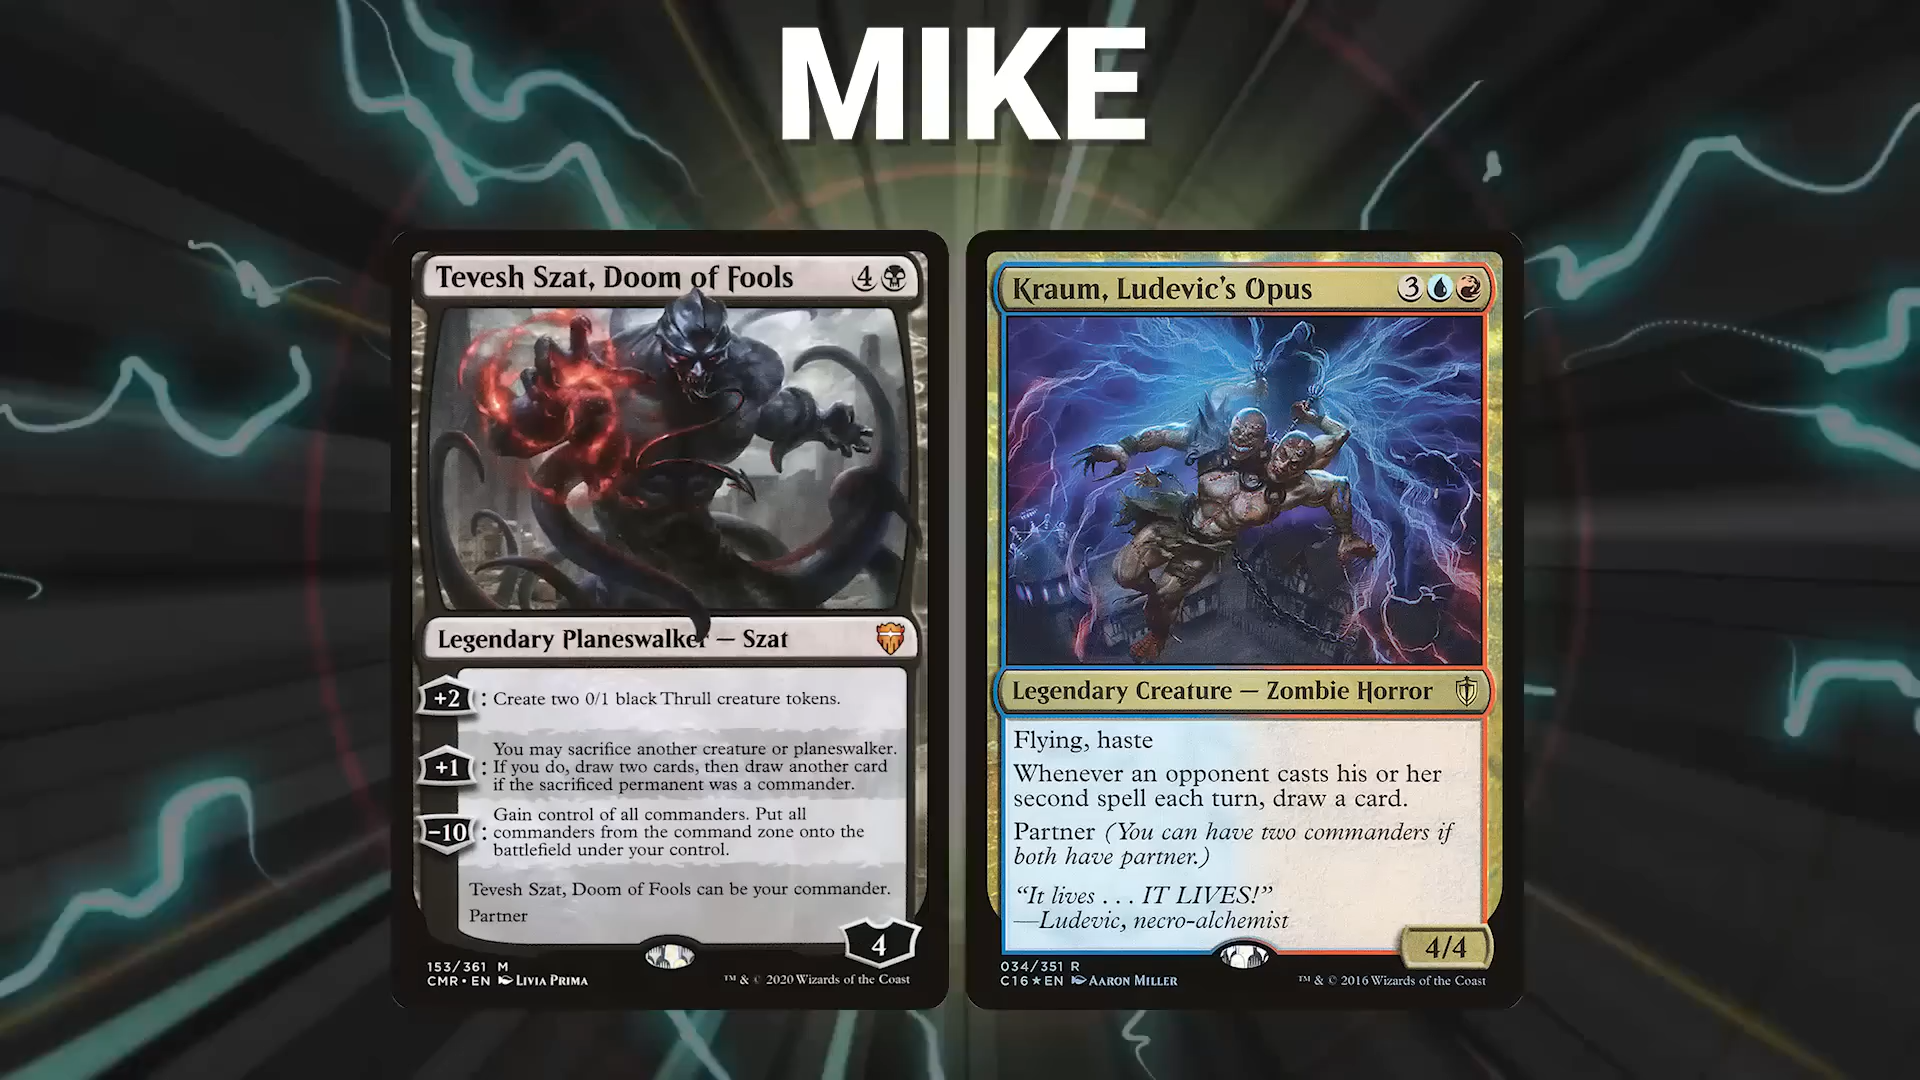 MIKE
Tevesh Szat, Doom of Fools 4
Legendary Planeswalker — Szat
+2 : Create two 0/1 black Thrull creature tokens.
You may sacrifice another creature or planeswalker.
+1 : If you do, draw two cards, then draw another card
if the sacrificed permanent was a commander.
Gain control of all commanders. Put all
−10 : commanders from the command zone onto the
battlefield under your control.
Tevesh Szat, Doom of Fools can be your commander.
Partner
4
153/361 M
CMR • EN LIVIA PRIMA
™ & © 2020 Wizards of the Coast
Kraum, Ludevic's Opus 3
Legendary Creature — Zombie Horror
Flying, haste
Whenever an opponent casts his or her
second spell each turn, draw a card.
Partner (You can have two commanders if
both have partner.)
“It lives . . . IT LIVES!”
—Ludevic, necro-alchemist
4/4
034/351 R
C16 ★ EN AARON MILLER
™ & © 2016 Wizards of the Coast